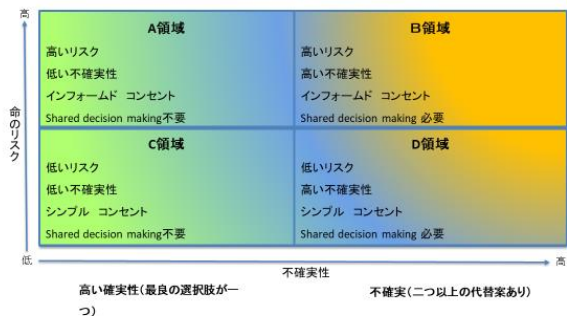 高
命のリスク
低
A領域
高いリスク
低い不確実性
インフォームド コンセント
Shared decision making不要
B領域
高いリスク
高い不確実性
インフォームド コンセント
Shared decision making 必要
C領域
低いリスク
低い不確実性
シンプル コンセント
Shared decision making不要
D領域
低いリスク
高い不確実性
シンプル コンセント
Shared decision making 必要
不確実性
高
高い確実性(最良の選択肢が一
つ)
不確実(二つ以上の代替案あり)